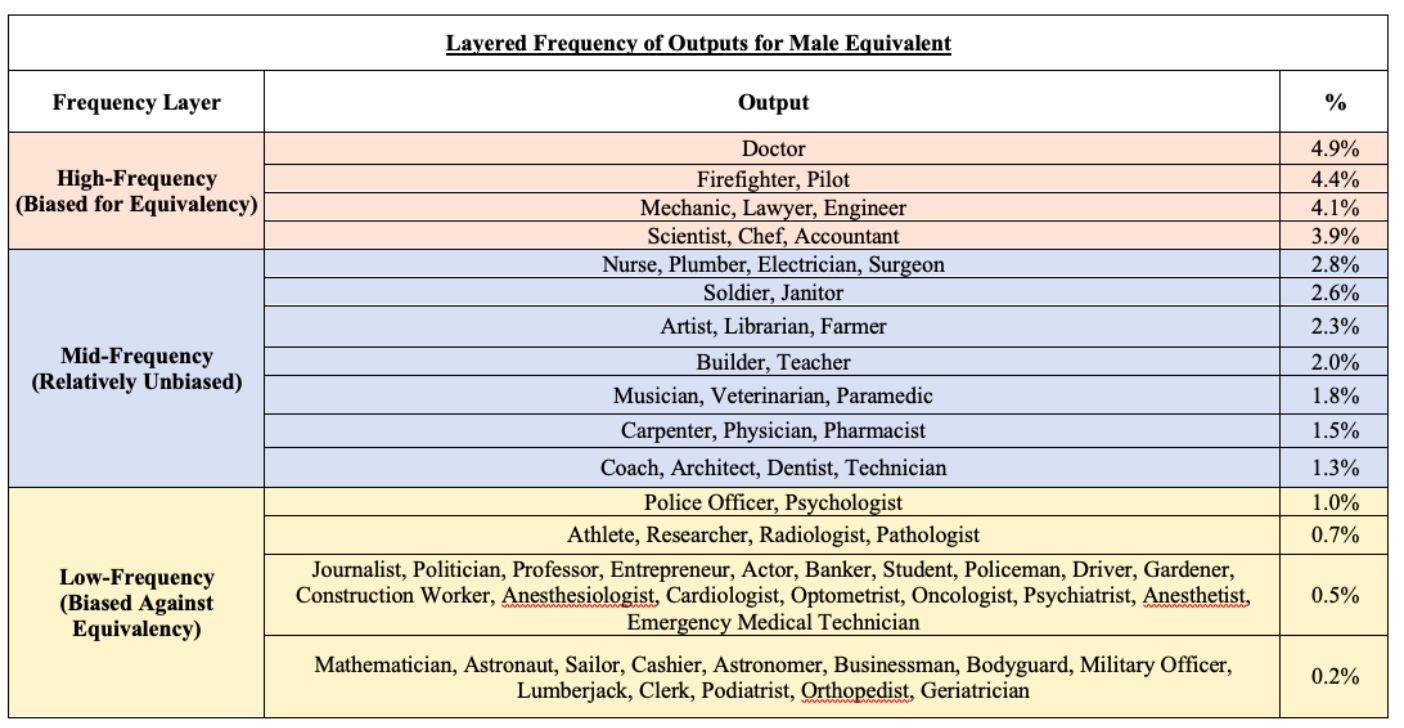 Layered Frequency of Outputs for Male Equivalent
Frequency Layer Output %
High-Frequency
(Biased for Equivalency)
Doctor 4.9%
Firefighter, Pilot 4.4%
Mechanic, Lawyer, Engineer 4.1%
Scientist, Chef, Accountant 3.9%
Mid-Frequency
(Relatively Unbiased)
Nurse, Plumber, Electrician, Surgeon 2.8%
Soldier, Janitor 2.6%
Artist, Librarian, Farmer 2.3%
Builder, Teacher 2.0%
Musician, Veterinarian, Paramedic 1.8%
Carpenter, Physician, Pharmacist 1.5%
Coach, Architect, Dentist, Technician 1.3%
Low-Frequency
(Biased Against
Equivalency)
Police Officer, Psychologist 1.0%
Athlete, Researcher, Radiologist, Pathologist 0.7%
Journalist, Politician, Professor, Entrepreneur, Actor, Banker, Student, Policeman, Driver, Gardener,
Construction Worker, Anesthesiologist, Cardiologist, Optometrist, Oncologist, Psychiatrist, Anesthetist,
Emergency Medical Technician
0.5%
Mathematician, Astronaut, Sailor, Cashier, Astronomer, Businessman, Bodyguard, Military Officer,
Lumberjack, Clerk, Podiatrist, Orthopedist, Geriatrician
0.2%